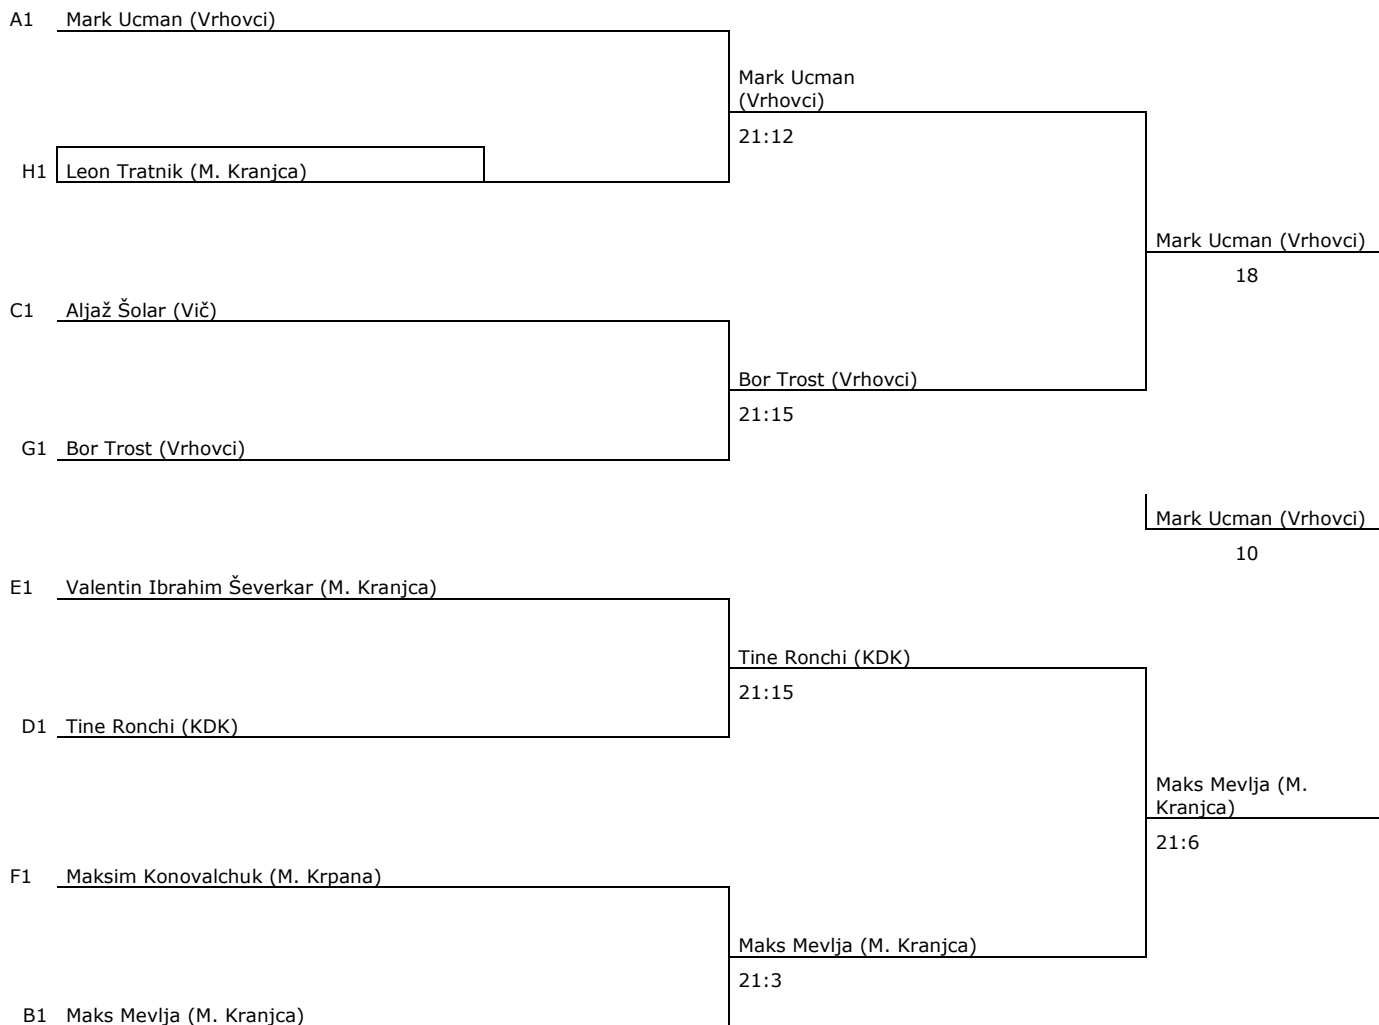 A1 Mark Ucman (Vrhovci)
Mark Ucman
(Vrhovci)
21:12
H1 Leon Tratnik (M. Kranjca)
Mark Ucman (Vrhovci)
18
C1 Aljaž Šolar (Vič)
Bor Trost (Vrhovci)
21:15
G1 Bor Trost (Vrhovci)
Mark Ucman (Vrhovci)
10
E1 Valentin Ibrahim Ševerkar (M. Kranjca)
Tine Ronchi (KDK)
21:15
D1 Tine Ronchi (KDK)
Maks Mevlja (M.
Kranjca)
21:6
F1 Maksim Konovalchuk (M. Krpana)
Maks Mevlja (M. Kranjca)
21:3
B1 Maks Mevlja (M. Kranjca)